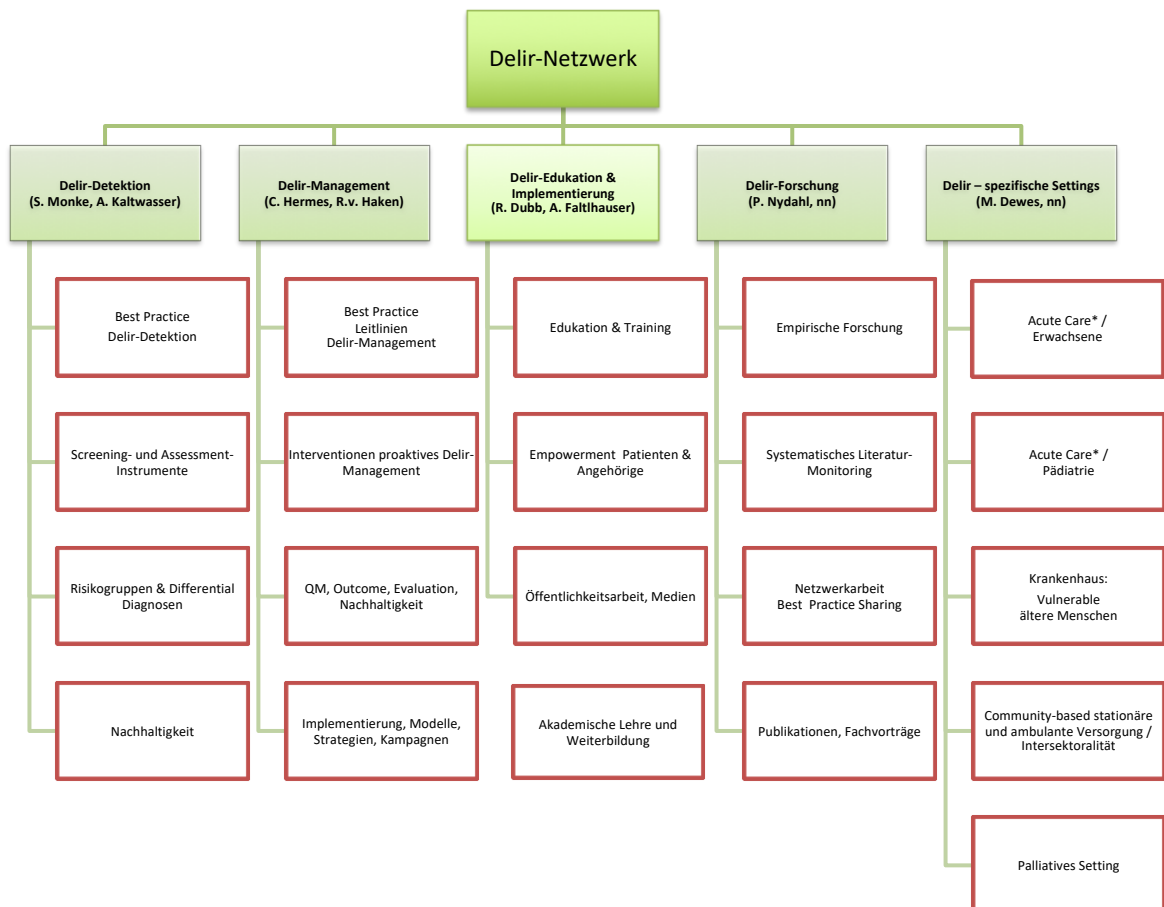 Delir-Netzwerk
Delir-Detektion
(S. Monke, A. Kaltwasser)
Best Practice
Delir-Detektion
Screening- und Assessment-
Instrumente
Risikogruppen & Differential
Diagnosen
Nachhaltigkeit
Delir-Management
(C. Hermes, R.v. Haken)
Best Practice
Leitlinien
Delir-Management
Interventionen proaktives Delir-
Management
QM, Outcome, Evaluation,
Nachhaltigkeit
Implementierung, Modelle,
Strategien, Kampagnen
Delir-Edukation &
Implementierung
(R. Dubb, A. Faltlhauser)
Edukation & Training
Empowerment Patienten &
Angehörige
Öffentlichkeitsarbeit, Medien
Akademische Lehre und
Weiterbildung
Delir-Forschung
(P. Nydahl, nn)
Empirische Forschung
Systematisches Literatur-
Monitoring
Netzwerkarbeit
Best Practice Sharing
Publikationen, Fachvorträge
Delir – spezifische Settings
(M. Dewes, nn)
Acute Care* /
Erwachsene
Acute Care* /
Pädiatrie
Krankenhaus:
Vulnerable
ältere Menschen
Community-based stationäre
und ambulante Versorgung /
Intersektoralität
Palliatives Setting